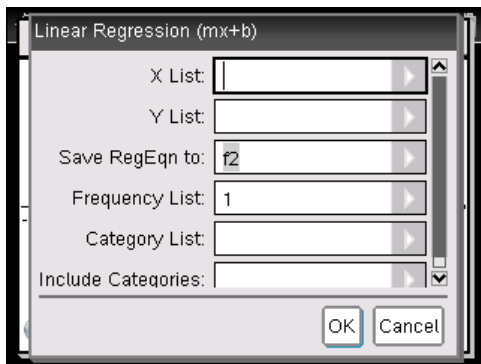 Linear Regression (mx+b)
X List:
Y List:
Save RegEqn to: f2
Frequency List: 1
Category List:
Include Categories:
OK Cancel